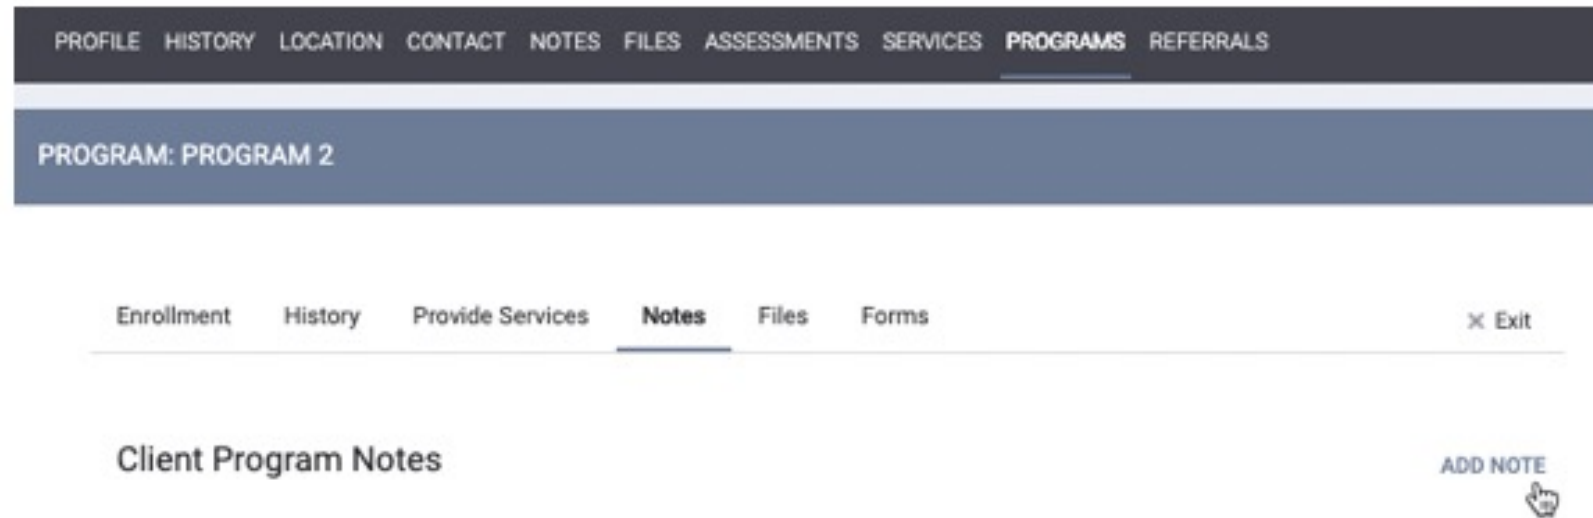 PROFILE HISTORY LOCATION CONTACT NOTES FILES ASSESSMENTS SERVICES PROGRAMS REFERRALS
PROGRAM: PROGRAM 2
Enrollment History Provide Services Notes Files Forms × Exit
Client Program Notes ADD NOTE